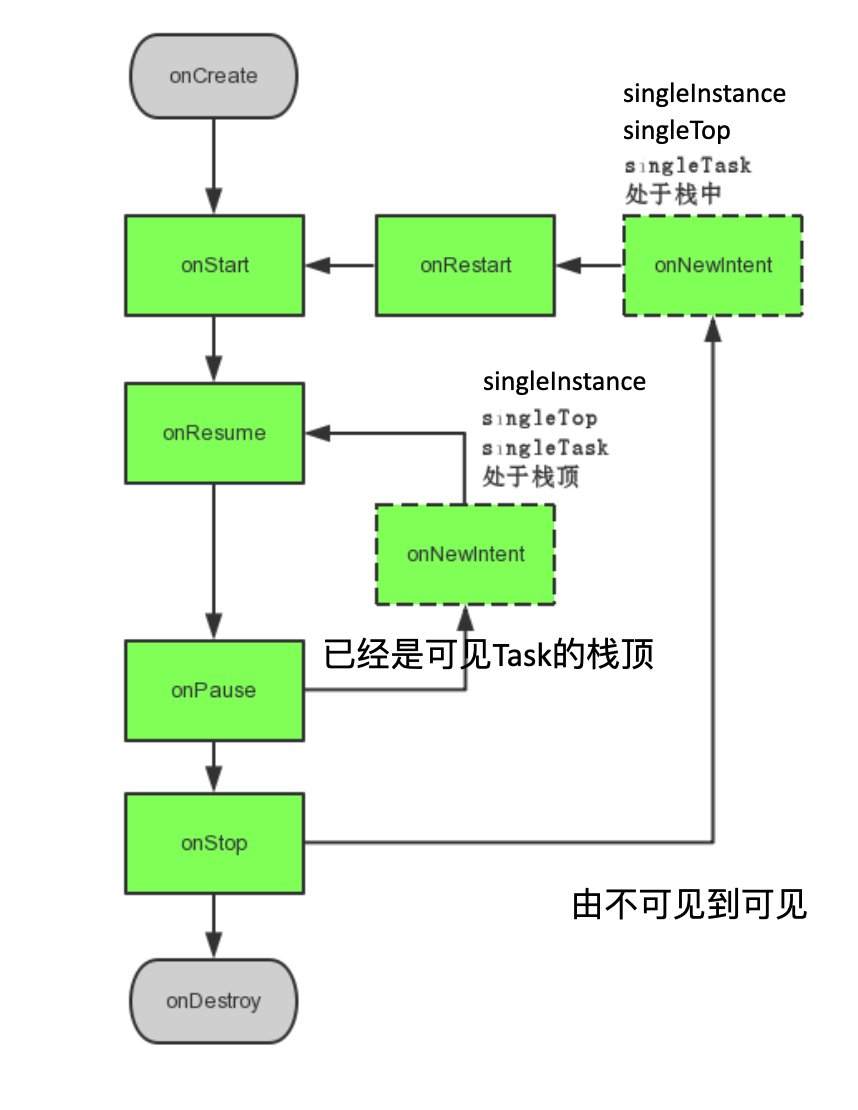 onCreate
singleInstance
singleTop
singleTask
处于栈中
onStart
onRestart
onNewIntent
singleInstance
singleTop
singleTask
处于栈顶
onResume
onNewIntent
已经是可见Task的栈顶
onPause
onStop
由不可见到可见
onDestroy